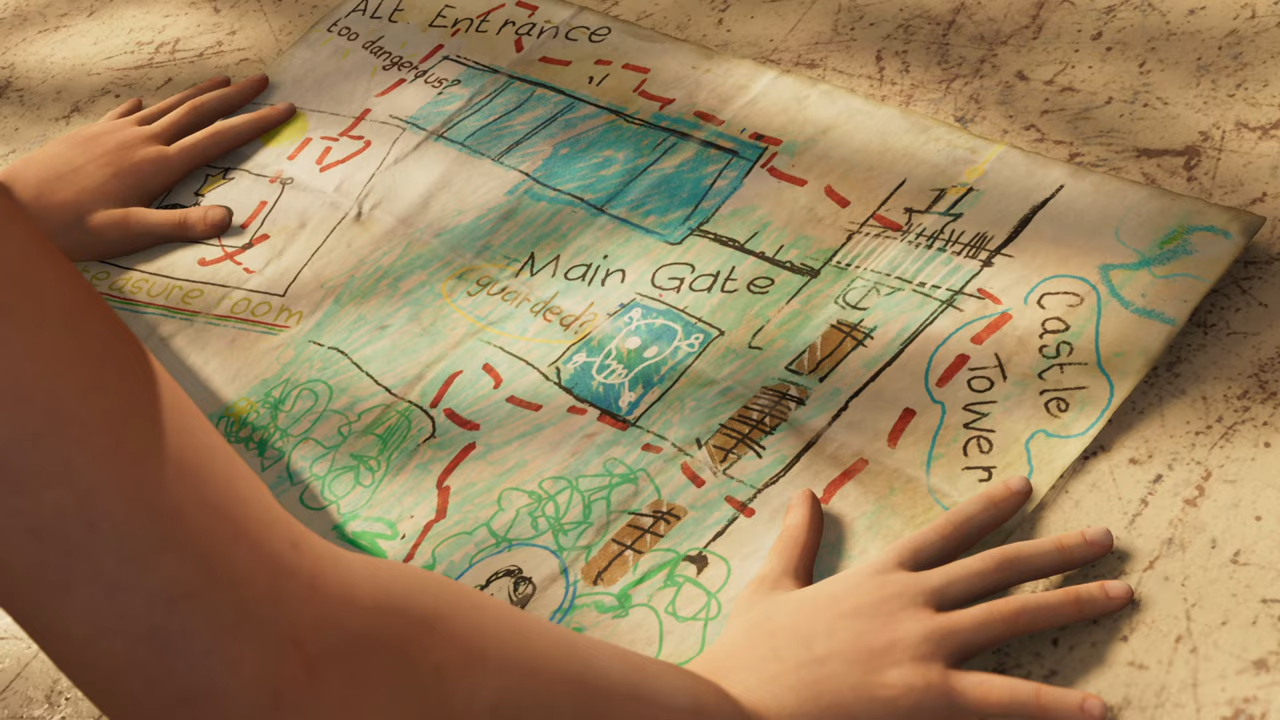 ALt. Entrance
too dangerous?
Main Gate
guarded?
Castle
Tower
treasure room